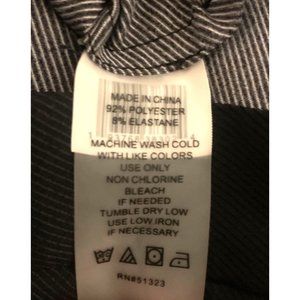 MADE IN CHINA
92% POLYESTER
8% ELASTANE
MACHINE WASH COLD
WITH LIKE COLORS
USE ONLY
NON CHLORINE
BLEACH
IF NEEDED
TUMBLE DRY LOW
USE LOW IRON
IF NECESSARY
RN#51323